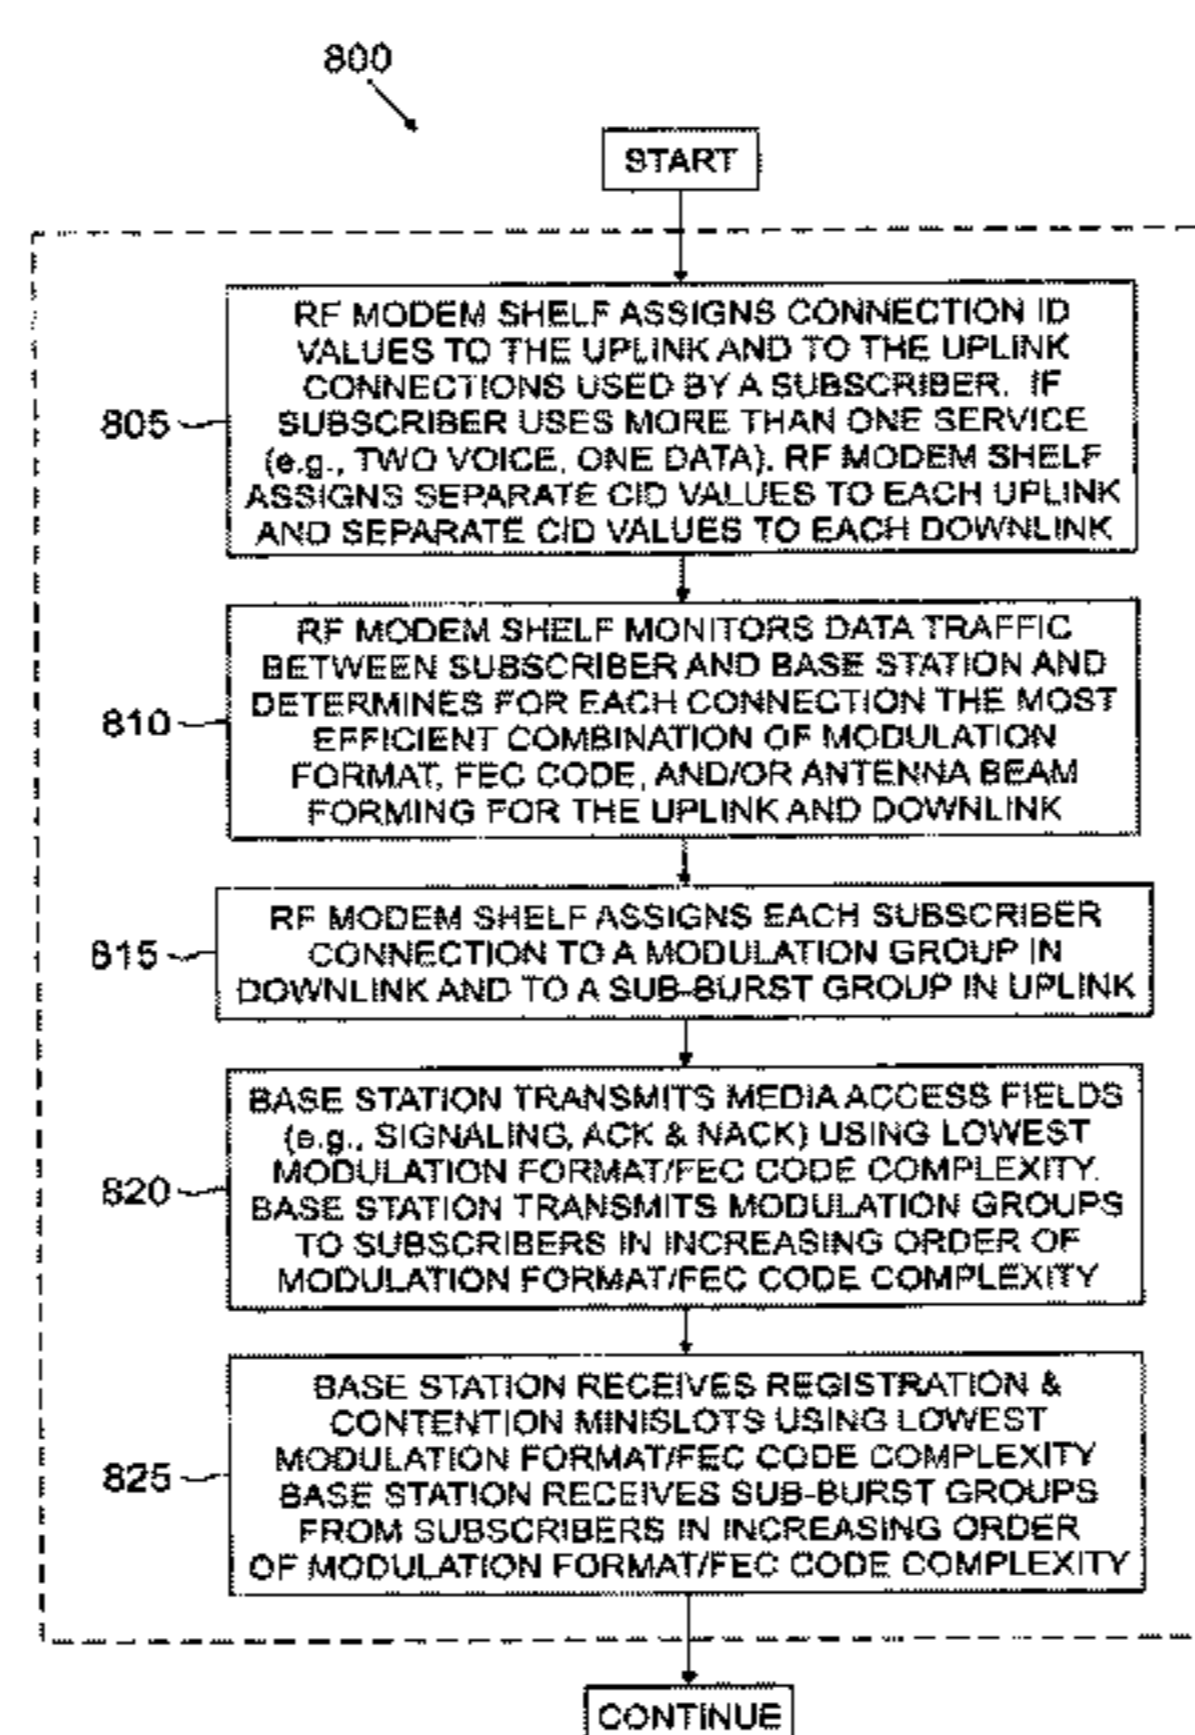 800
START
RF MODEM SHELF ASSIGNS CONNECTION ID
VALUES TO THE UPLINK AND TO THE UPLINK
CONNECTIONS USED BY A SUBSCRIBER. IF
SUBSCRIBER USES MORE THAN ONE SERVICE
(e.g., TWO VOICE, ONE DATA), RF MODEM SHELF
ASSIGNS SEPARATE CID VALUES TO EACH UPLINK
AND SEPARATE CID VALUES TO EACH DOWNLINK
805
RF MODEM SHELF MONITORS DATA TRAFFIC
BETWEEN SUBSCRIBER AND BASE STATION AND
DETERMINES FOR EACH CONNECTION THE MOST
EFFICIENT COMBINATION OF MODULATION
FORMAT, FEC CODE, AND/OR ANTENNA BEAM
FORMING FOR THE UPLINK AND DOWNLINK
810
RF MODEM SHELF ASSIGNS EACH SUBSCRIBER
CONNECTION TO A MODULATION GROUP IN
DOWNLINK AND TO A SUB-BURST GROUP IN UPLINK
815
BASE STATION TRANSMITS MEDIA ACCESS FIELDS
(e.g., SIGNALING, ACK & NACK) USING LOWEST
MODULATION FORMAT/FEC CODE COMPLEXITY.
BASE STATION TRANSMITS MODULATION GROUPS
TO SUBSCRIBERS IN INCREASING ORDER OF
MODULATION FORMAT/FEC CODE COMPLEXITY
820
BASE STATION RECEIVES REGISTRATION &
CONTENTION MINISLOTS USING LOWEST
MODULATION FORMAT/FEC CODE COMPLEXITY
BASE STATION RECEIVES SUB-BURST GROUPS
FROM SUBSCRIBERS IN INCREASING ORDER
OF MODULATION FORMAT/FEC CODE COMPLEXITY
825
CONTINUE